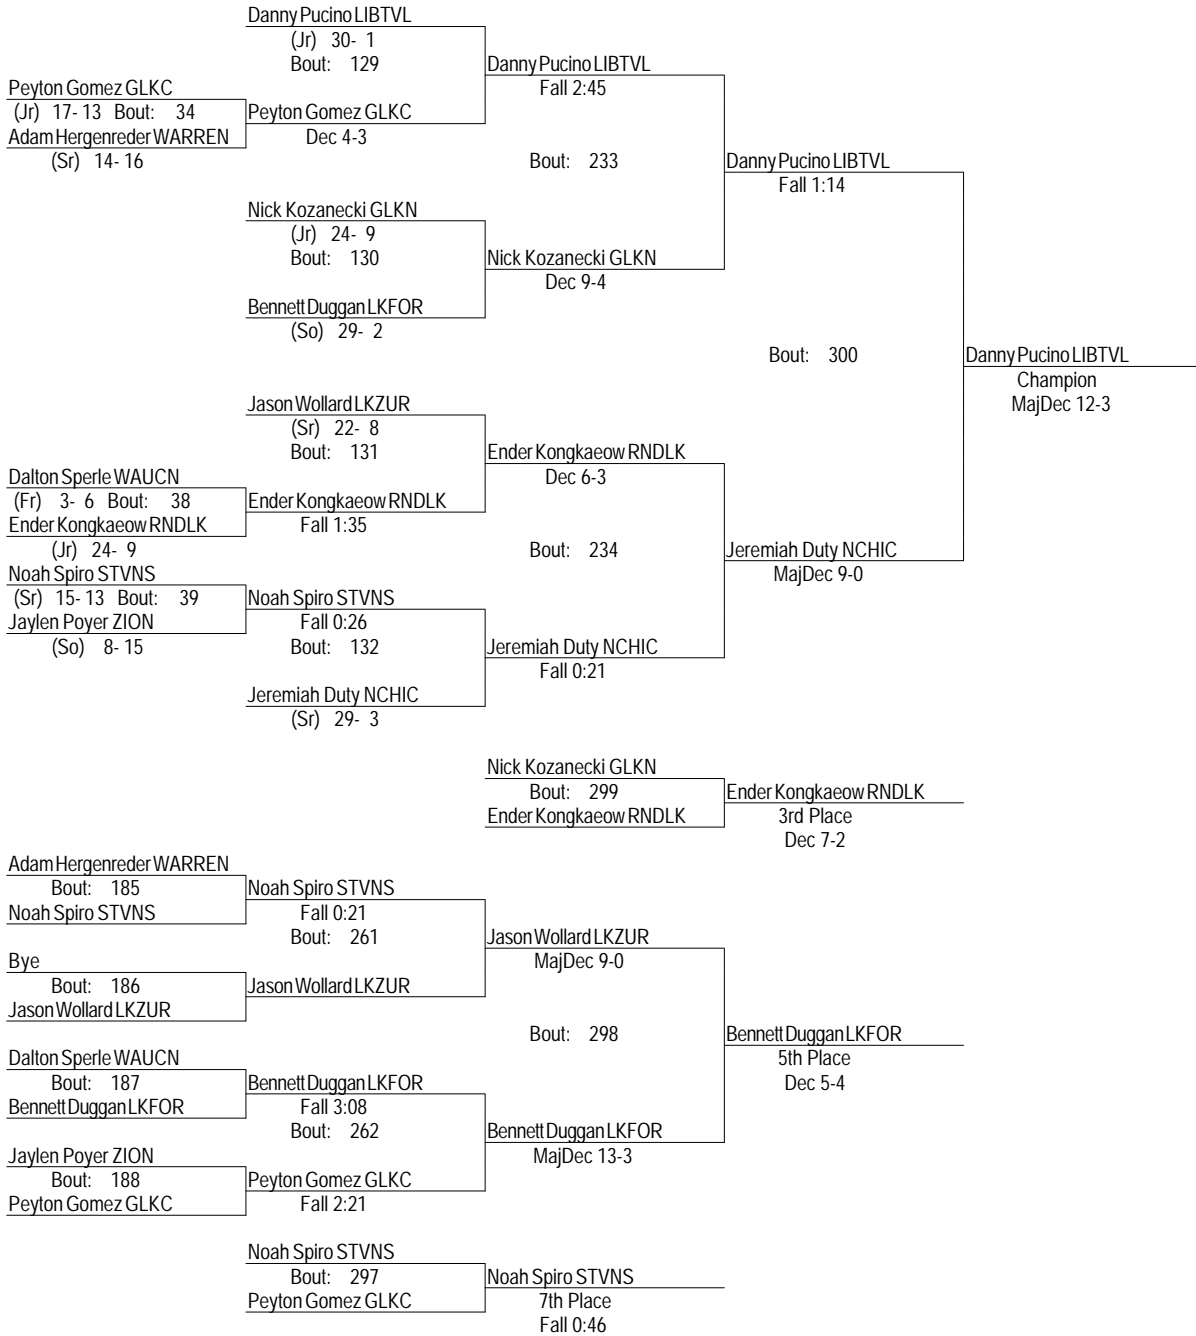 Danny Pucino LIBTVL
(Jr) 30- 1
Bout: 129
Danny Pucino LIBTVL
Fall 2:45
Peyton Gomez GLKC
(Jr) 17- 13 Bout: 34
Peyton Gomez GLKC
Dec 4-3
Adam Hergenreder WARREN
(Sr) 14- 16
Bout: 233
Danny Pucino LIBTVL
Fall 1:14
Nick Kozanecki GLKN
(Jr) 24- 9
Bout: 130
Nick Kozanecki GLKN
Dec 9-4
Bennett Duggan LKFOR
(So) 29- 2
Bout: 300
Danny Pucino LIBTVL
Champion
MajDec 12-3
Jason Wollard LKZUR
(Sr) 22- 8
Bout: 131
Ender Kongkaeow RNDLK
Dec 6-3
Dalton Sperle WAUCN
(Fr) 3- 6 Bout: 38
Ender Kongkaeow RNDLK
Fall 1:35
Ender Kongkaeow RNDLK
(Jr) 24- 9
Bout: 234
Jeremiah Duty NCHIC
MajDec 9-0
Noah Spiro STVNS
(Sr) 15- 13 Bout: 39
Noah Spiro STVNS
Fall 0:26
Jaylen Poyer ZION
(So) 8- 15
Bout: 132
Jeremiah Duty NCHIC
Fall 0:21
Jeremiah Duty NCHIC
(Sr) 29- 3
Nick Kozanecki GLKN
Bout: 299
Ender Kongkaeow RNDLK
Ender Kongkaeow RNDLK
3rd Place
Dec 7-2
Adam Hergenreder WARREN
Bout: 185
Noah Spiro STVNS
Noah Spiro STVNS
Fall 0:21
Bout: 261
Jason Wollard LKZUR
MajDec 9-0
Bye
Bout: 186
Jason Wollard LKZUR
Jason Wollard LKZUR
Bout: 298
Bennett Duggan LKFOR
5th Place
Dec 5-4
Dalton Sperle WAUCN
Bout: 187
Bennett Duggan LKFOR
Bennett Duggan LKFOR
Fall 3:08
Bout: 262
Bennett Duggan LKFOR
MajDec 13-3
Jaylen Poyer ZION
Bout: 188
Peyton Gomez GLKC
Peyton Gomez GLKC
Fall 2:21
Noah Spiro STVNS
Bout: 297
Peyton Gomez GLKC
Noah Spiro STVNS
7th Place
Fall 0:46